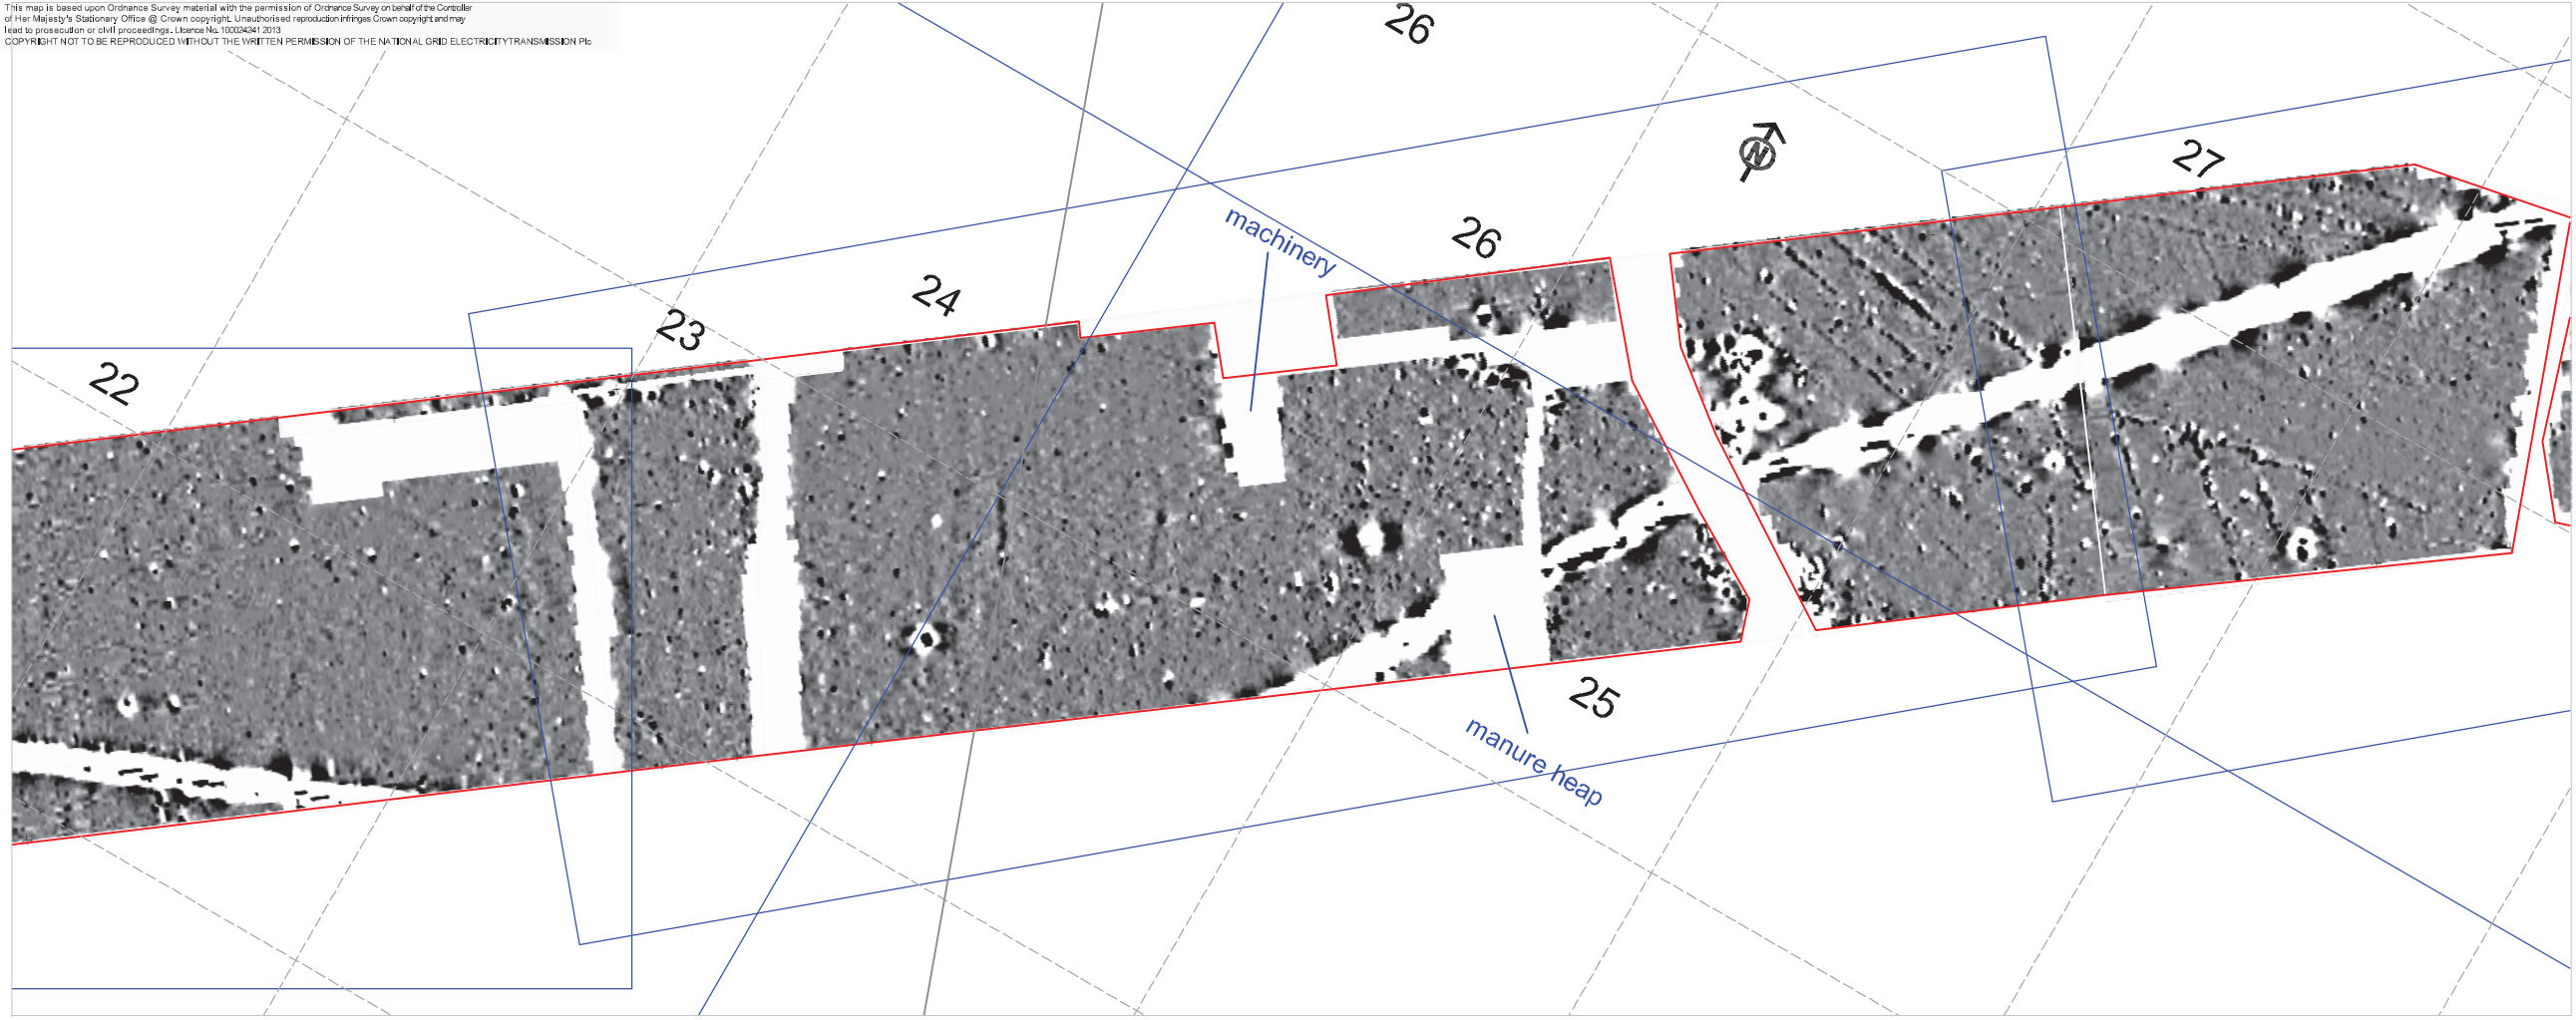 This map is based upon Ordnance Survey material with the permission of Ordnance Survey on behalf of the Controller
of Her Majesty's Stationary Office @ Crown copyright. Unauthorised reproduction infringes Crown copyright and may
lead to prosecution or civil proceedings. Licence No. 100024241 2013
COPYRIGHT NOT TO BE REPRODUCED WITHOUT THE WRITTEN PERMISSION OF THE NATIONAL GRID ELECTRICITYTRANSMISSION Plc
26
N
27
machinery
26
24
23
22
25
manure heap